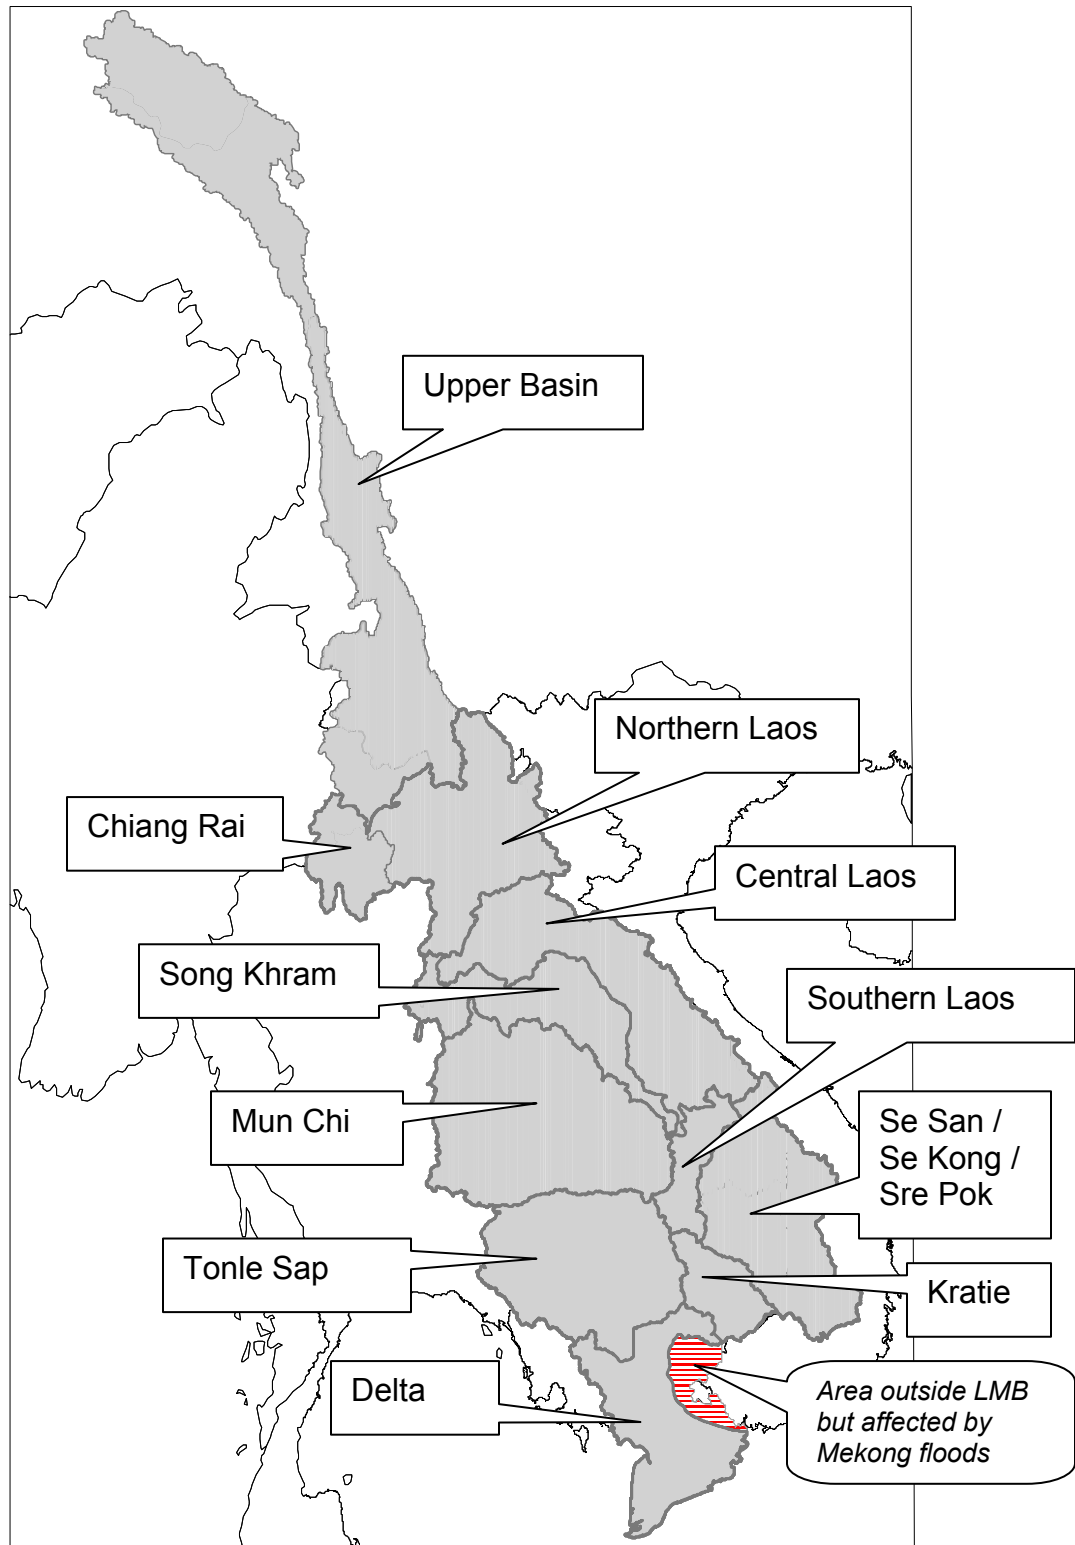 Upper Basin
Northern Laos
Chiang Rai
Central Laos
Song Khram
Southern Laos
Mun Chi
Se San /
Se Kong /
Sre Pok
Tonle Sap
Kratie
Delta
Area outside LMB
but affected by
Mekong floods